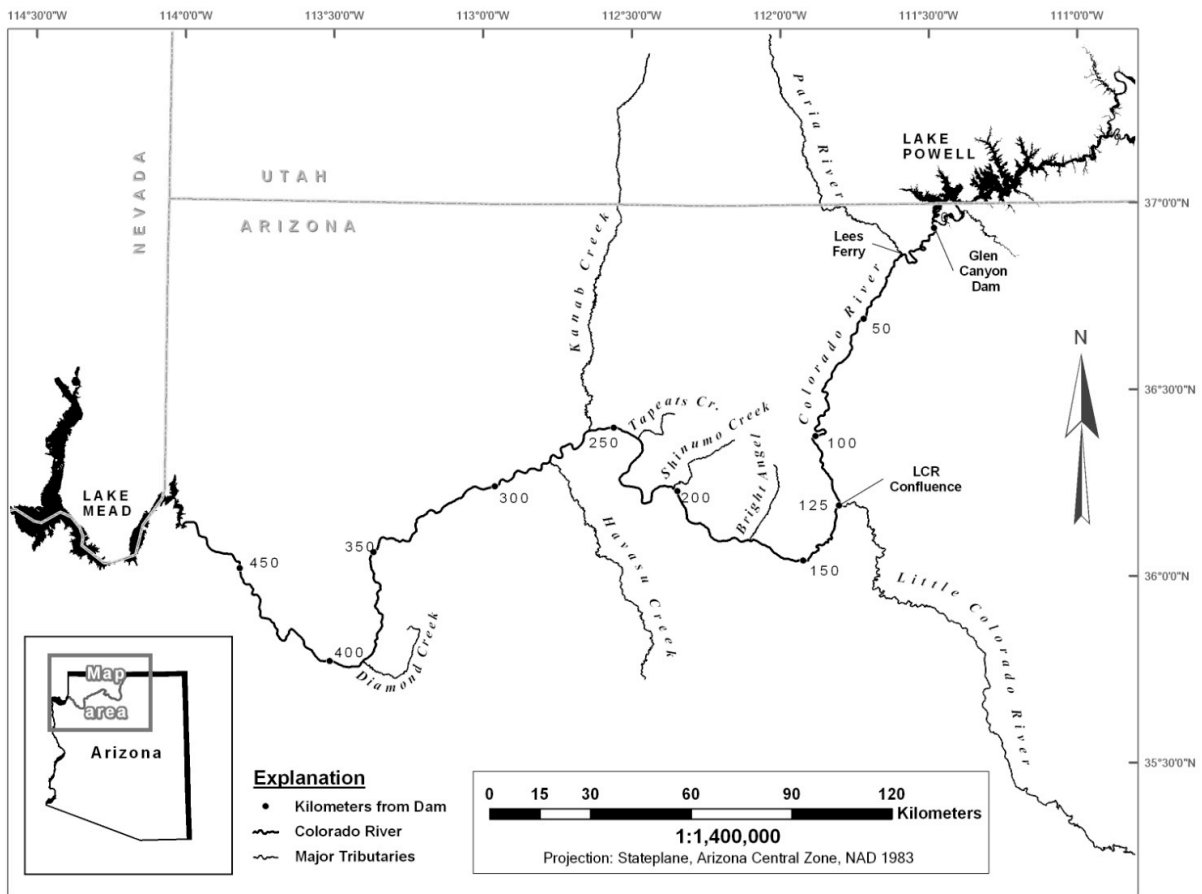 114°30'0"W 114°0'0"W 113°30'0"W 113°0'0"W 112°30'0"W 112°0'0"W 111°30'0"W 111°0'0"W
NEVADA
UTAH
ARIZONA
Paria River
LAKE
POWELL
37°0'0"N
Lees
Ferry
Glen
Canyon
Dam
Kanab Creek
Colorado River
50
N
36°30'0"N
Tapeats Cr.
250
Shinumo Creek
100
Bright Angel
LCR
Confluence
LAKE
MEAD
300
200
125
Havasu Creek
350
450
150
36°0'0"N
Little Colorado River
400
Diamond Creek
Map
area
Arizona
35°30'0"N
Explanation
Kilometers from Dam
Colorado River
Major Tributaries
0 15 30 60 90 120
Kilometers
1:1,400,000
Projection: Stateplane, Arizona Central Zone, NAD 1983